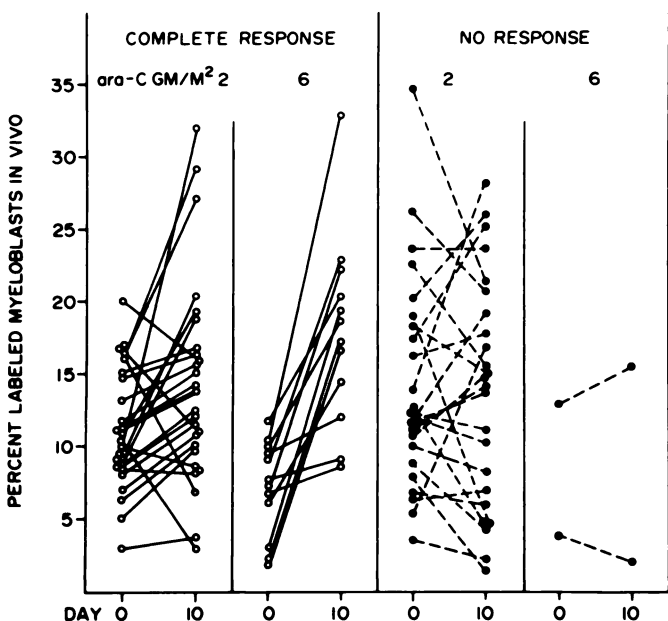 COMPLETE RESPONSE
NO RESPONSE
ara-C GM/M² 2
6
2
6
PERCENT LABELED MYELOBLASTS IN VIVO
35
30
25
20
15
10
5
DAY 0 10 0 10 0 10 0 10